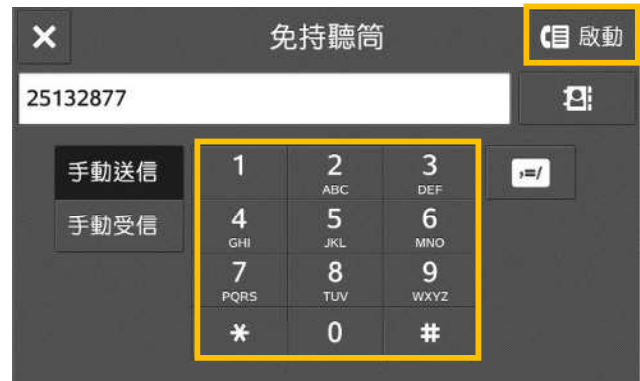 × 免持聽筒 啟動
25132877
手動送信
手動受信
1 2 3
ABC DEF
4 5 6
GHI JKL MNO
7 8 9
PQRS TUV WXYZ
* 0 #
,=/